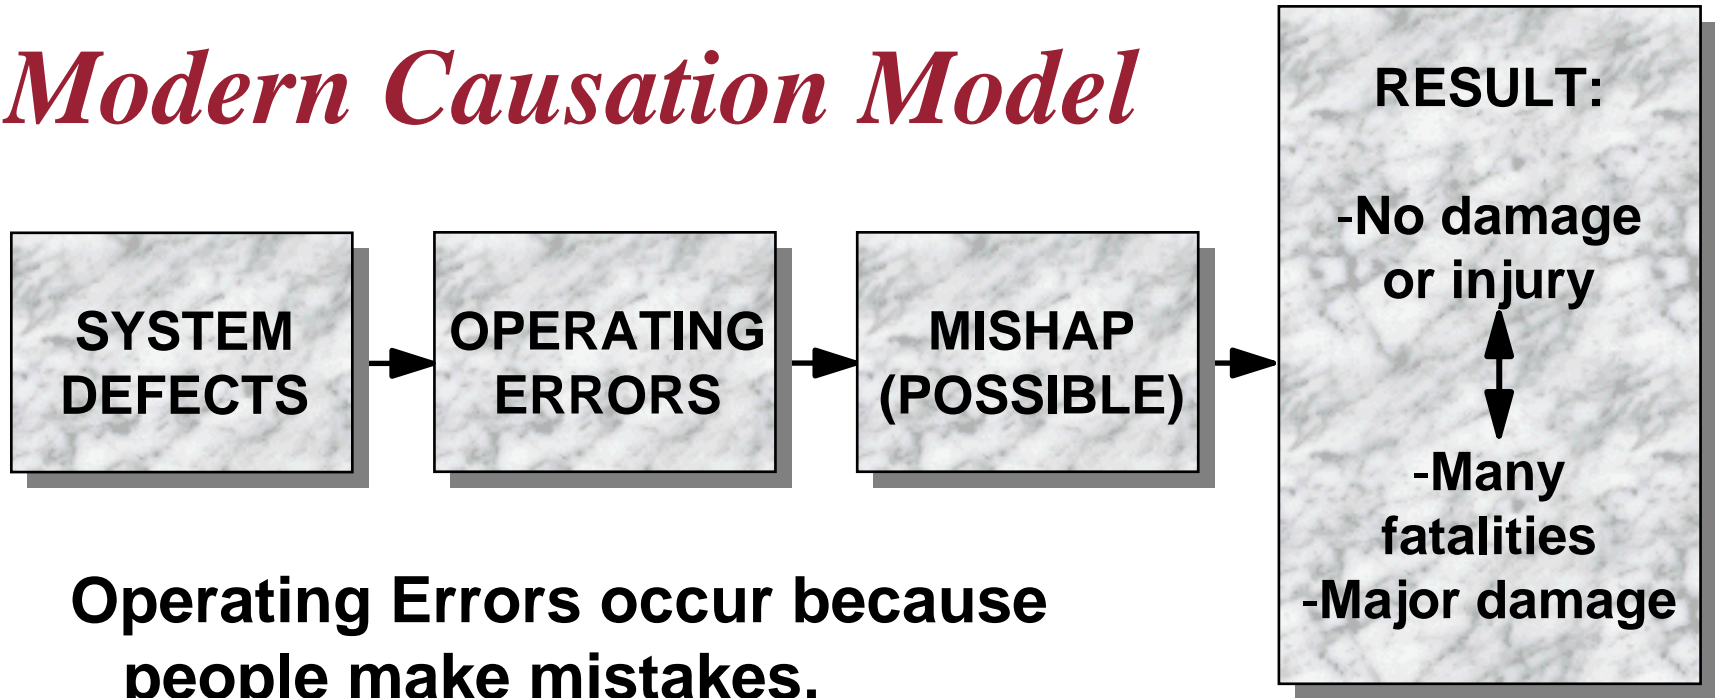 Modern Causation Model
SYSTEM
DEFECTS
OPERATING
ERRORS
MISHAP
(POSSIBLE)
RESULT:
-No damage
or injury
-Many
fatalities
-Major damage
Operating Errors occur because
people make mistakes.